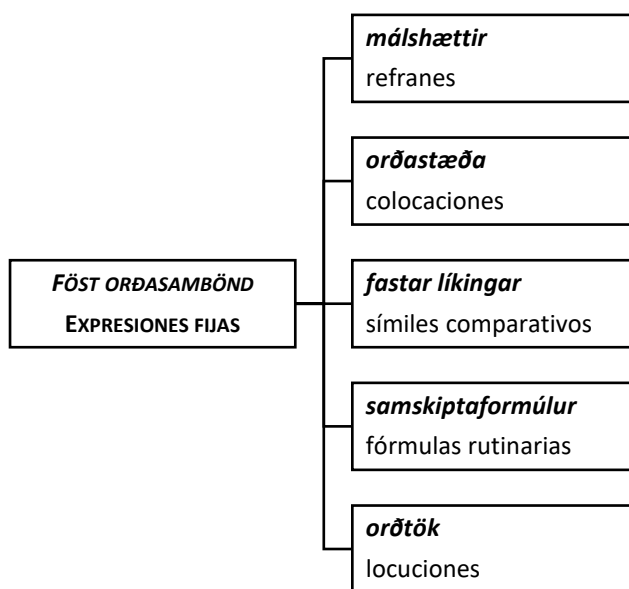 málshættir
refranes
orðastæða
colocaciones
FÖST ORÐASAMBÖND
EXPRESIONES FIJAS
fastar líkingar
símiles comparativos
samskiptaformúlur
fórmulas rutinarias
orðtök
locuciones